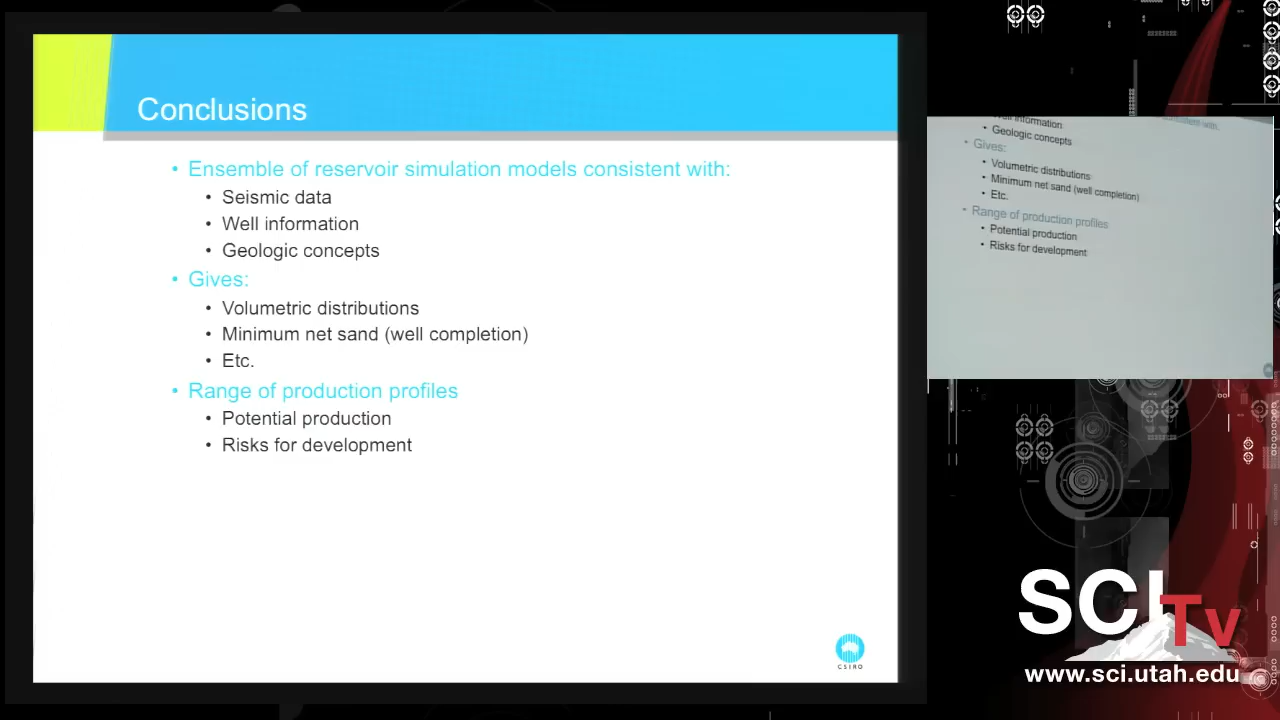 Conclusions
• Ensemble of reservoir simulation models consistent with:
• Seismic data
• Well information
• Geologic concepts
• Gives:
• Volumetric distributions
• Minimum net sand (well completion)
• Etc.
• Range of production profiles
• Potential production
• Risks for development
CSIRO
Well information
• Geologic concepts
• Gives:
• Volumetric distributions
• Minimum net sand (well completion)
• Etc.
• Range of production profiles
• Potential production
• Risks for development
SCI
Tv
www.sci.utah.edu